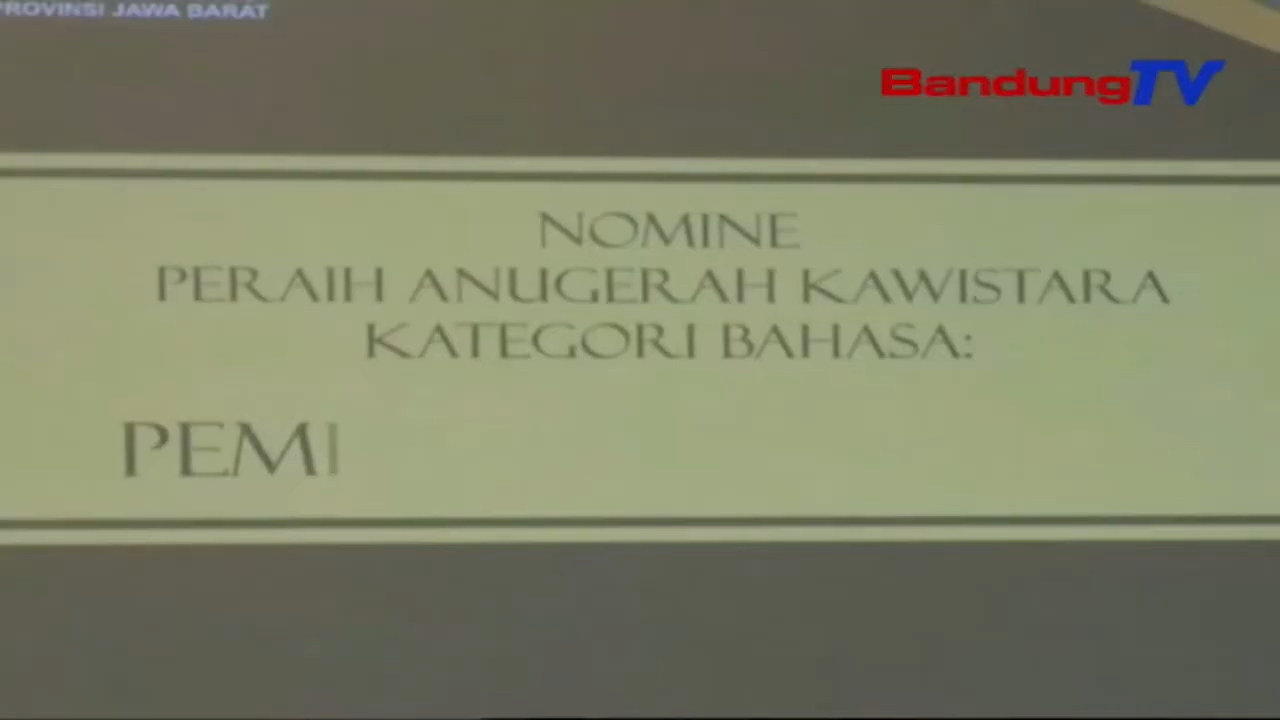 PROVINSI JAWA BARAT
BandungTV
NOMINE
PERAIH ANUGERAH KAWISTARA
KATEGORI BAHASA:
PEMI